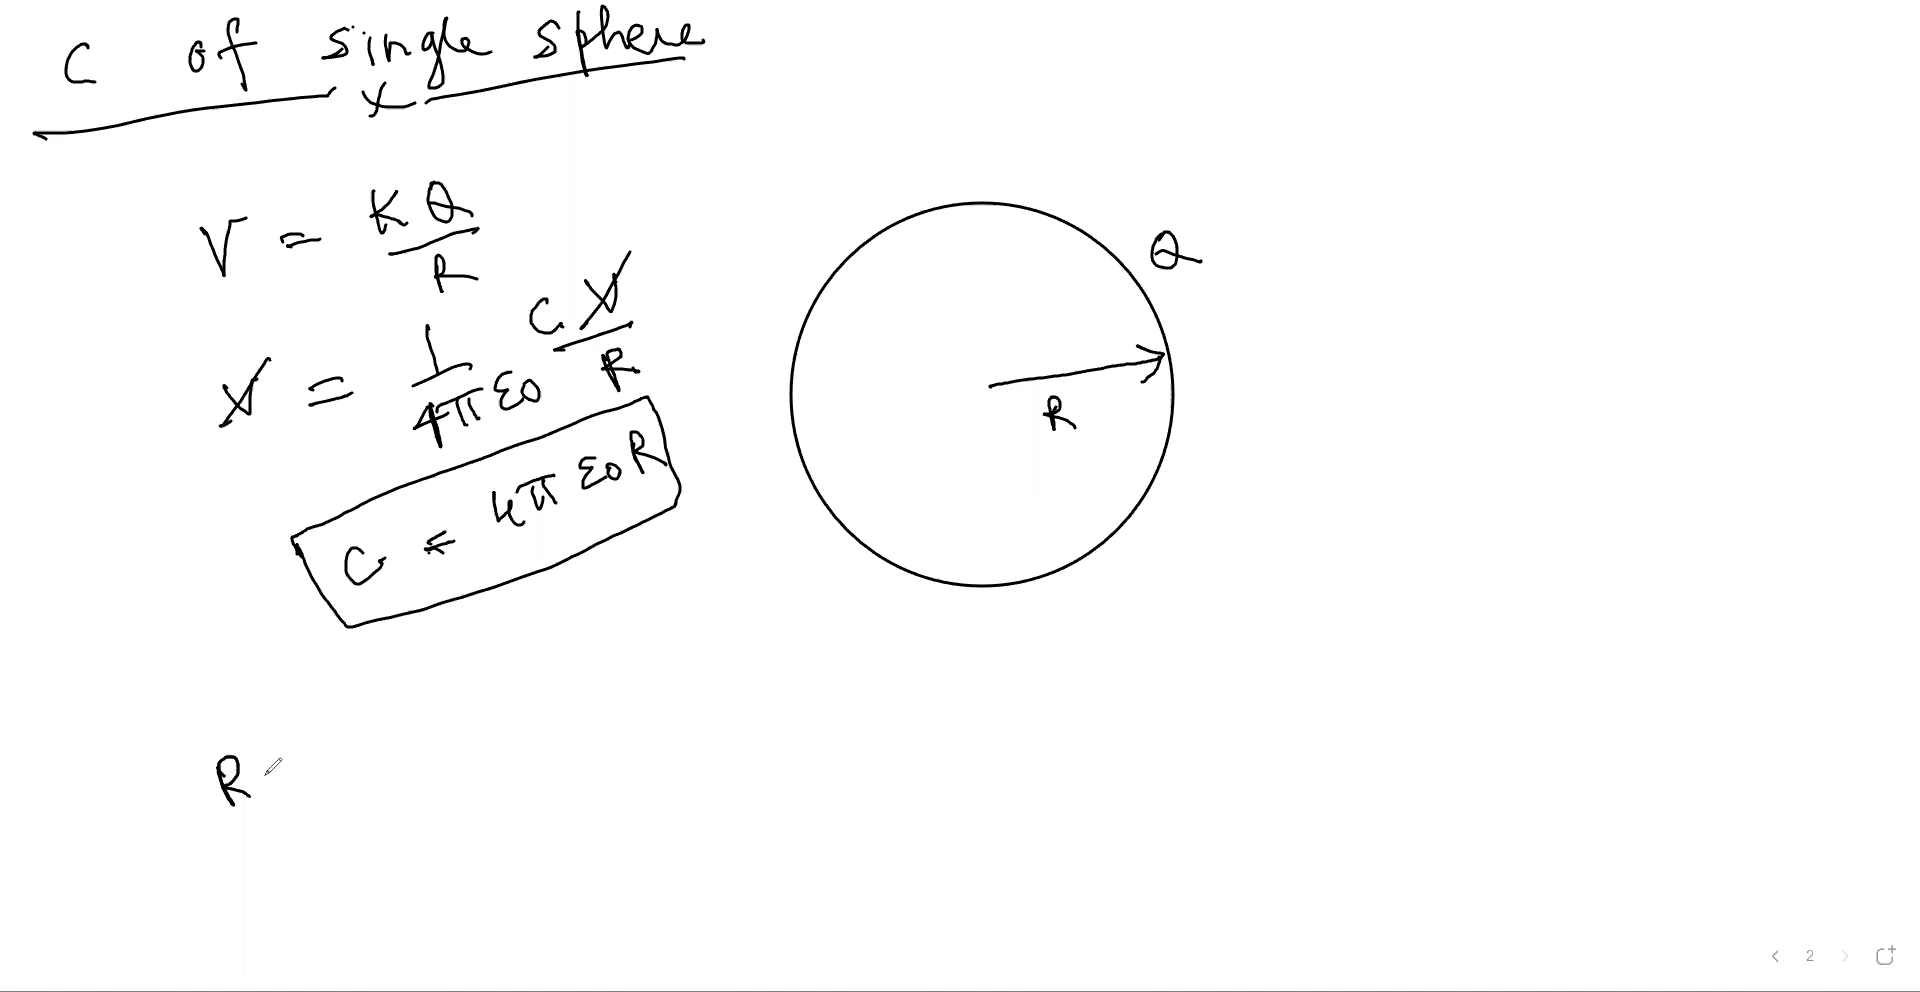 C of single sphere
x
V = KQ/R
V = 1/4πε0 CV/R
C = 4πε0R
R
Q
R
2